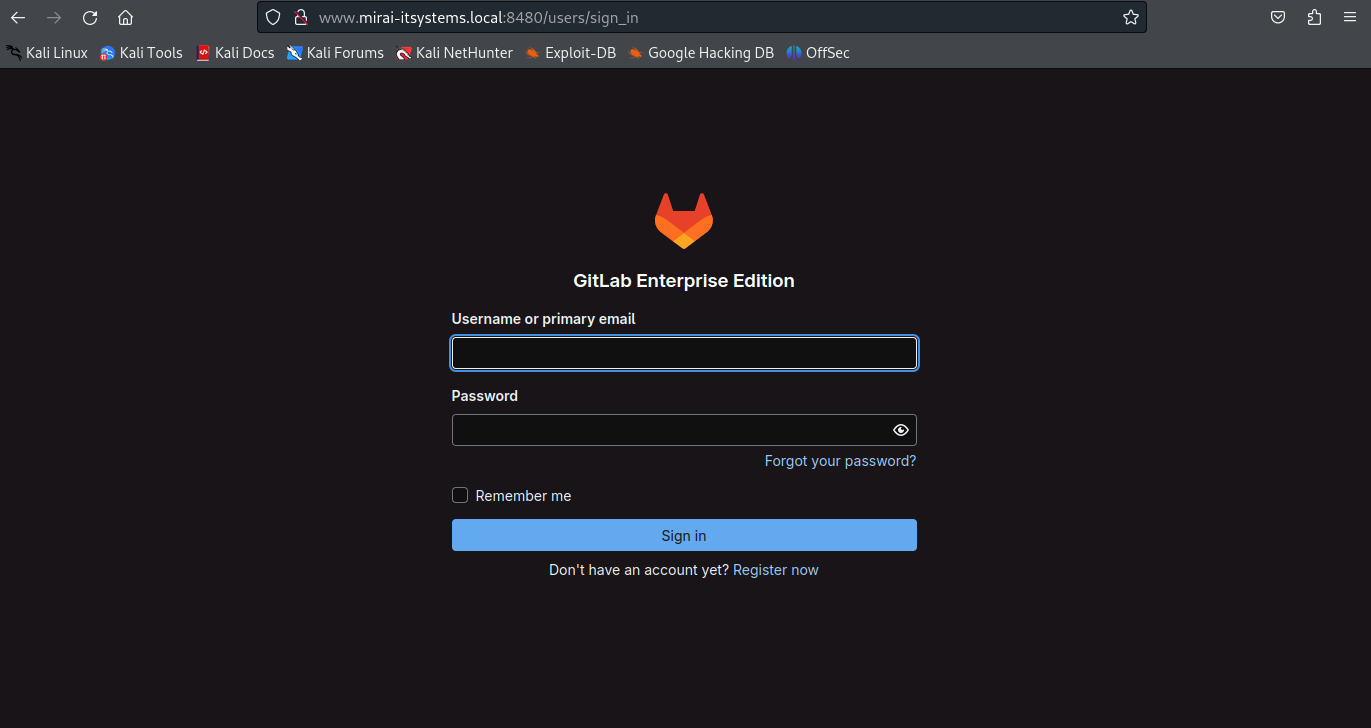 www.mirai-itsystems.local:8480/users/sign_in
Kali Linux Kali Tools Kali Docs Kali Forums Kali NetHunter Exploit-DB Google Hacking DB OffSec
GitLab Enterprise Edition
Username or primary email
Password
Forgot your password?
Remember me
Sign in
Don't have an account yet? Register now